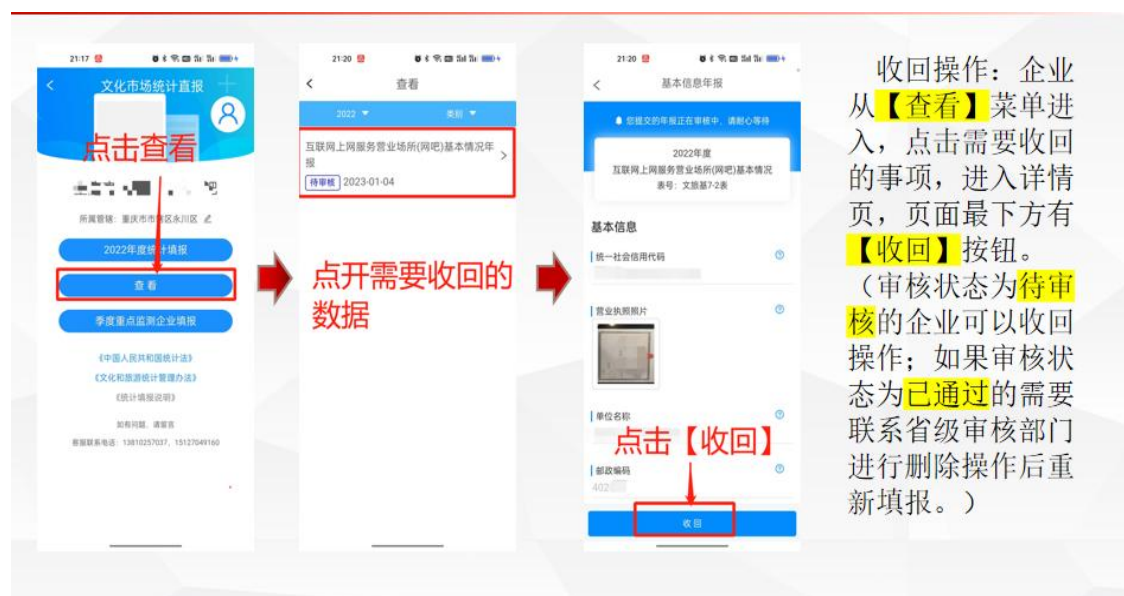 21:17
文化市场统计直报
点击查看
所属管辖：重庆市市辖区永川区
2022年度统计填报
查看
季度重点监测企业填报
《中国人民共和国统计法》
《文化和旅游统计管理办法》
《统计填报说明》
如有问题，请留言
客服联系电话：13810257037，15127049160
21:20
查看
2022
类别
互联网上网服务营业场所(网吧)基本情况年
报
待审核 2023-01-04
点开需要收回的
数据
21:20
基本信息年报
您提交的年报正在审核中，请耐心等待
2022年度
互联网上网服务营业场所(网吧)基本情况
表号：文旅基7-2表
基本信息
统一社会信用代码
营业执照照片
单位名称
点击【收回】
邮政编码
402
收回
收回操作：企业
从【查看】菜单进
入，点击需要收回
的事项，进入详情
页，页面最下方有
【收回】按钮。
（审核状态为待审
核的企业可以收回
操作；如果审核状
态为已通过的需要
联系省级审核部门
进行删除操作后重
新填报。）